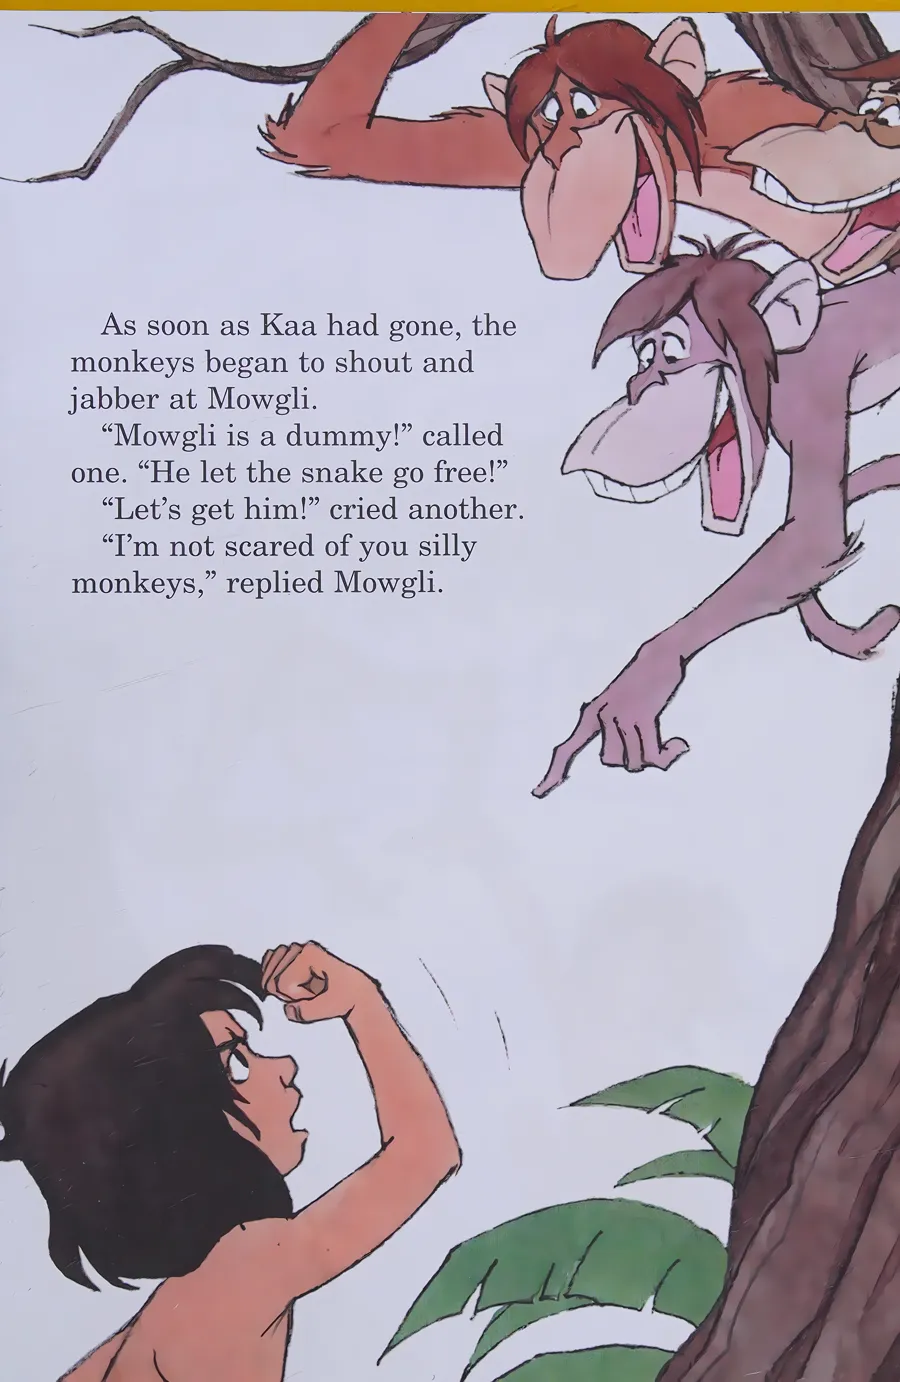 As soon as Kaa had gone, the
monkeys began to shout and
jabber at Mowgli.
“Mowgli is a dummy!” called
one. “He let the snake go free!”
“Let’s get him!” cried another.
“I’m not scared of you silly
monkeys,” replied Mowgli.